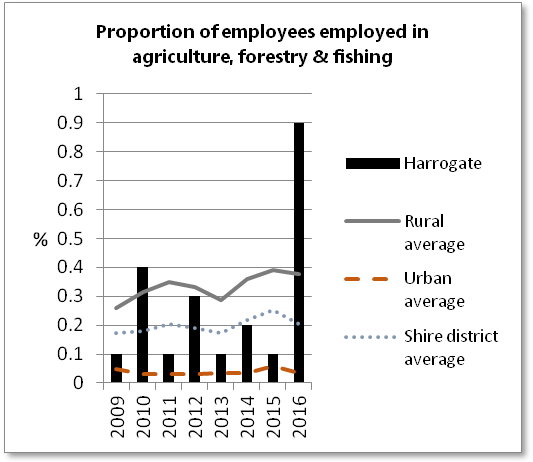 Proportion of employees employed in
agriculture, forestry & fishing
1
0.9
0.8
0.7
0.6
0.5
0.4
0.3
0.2
0.1
0
%
2009
2010
2011
2012
2013
2014
2015
2016
Harrogate
Rural
average
Urban
average
Shire district
average